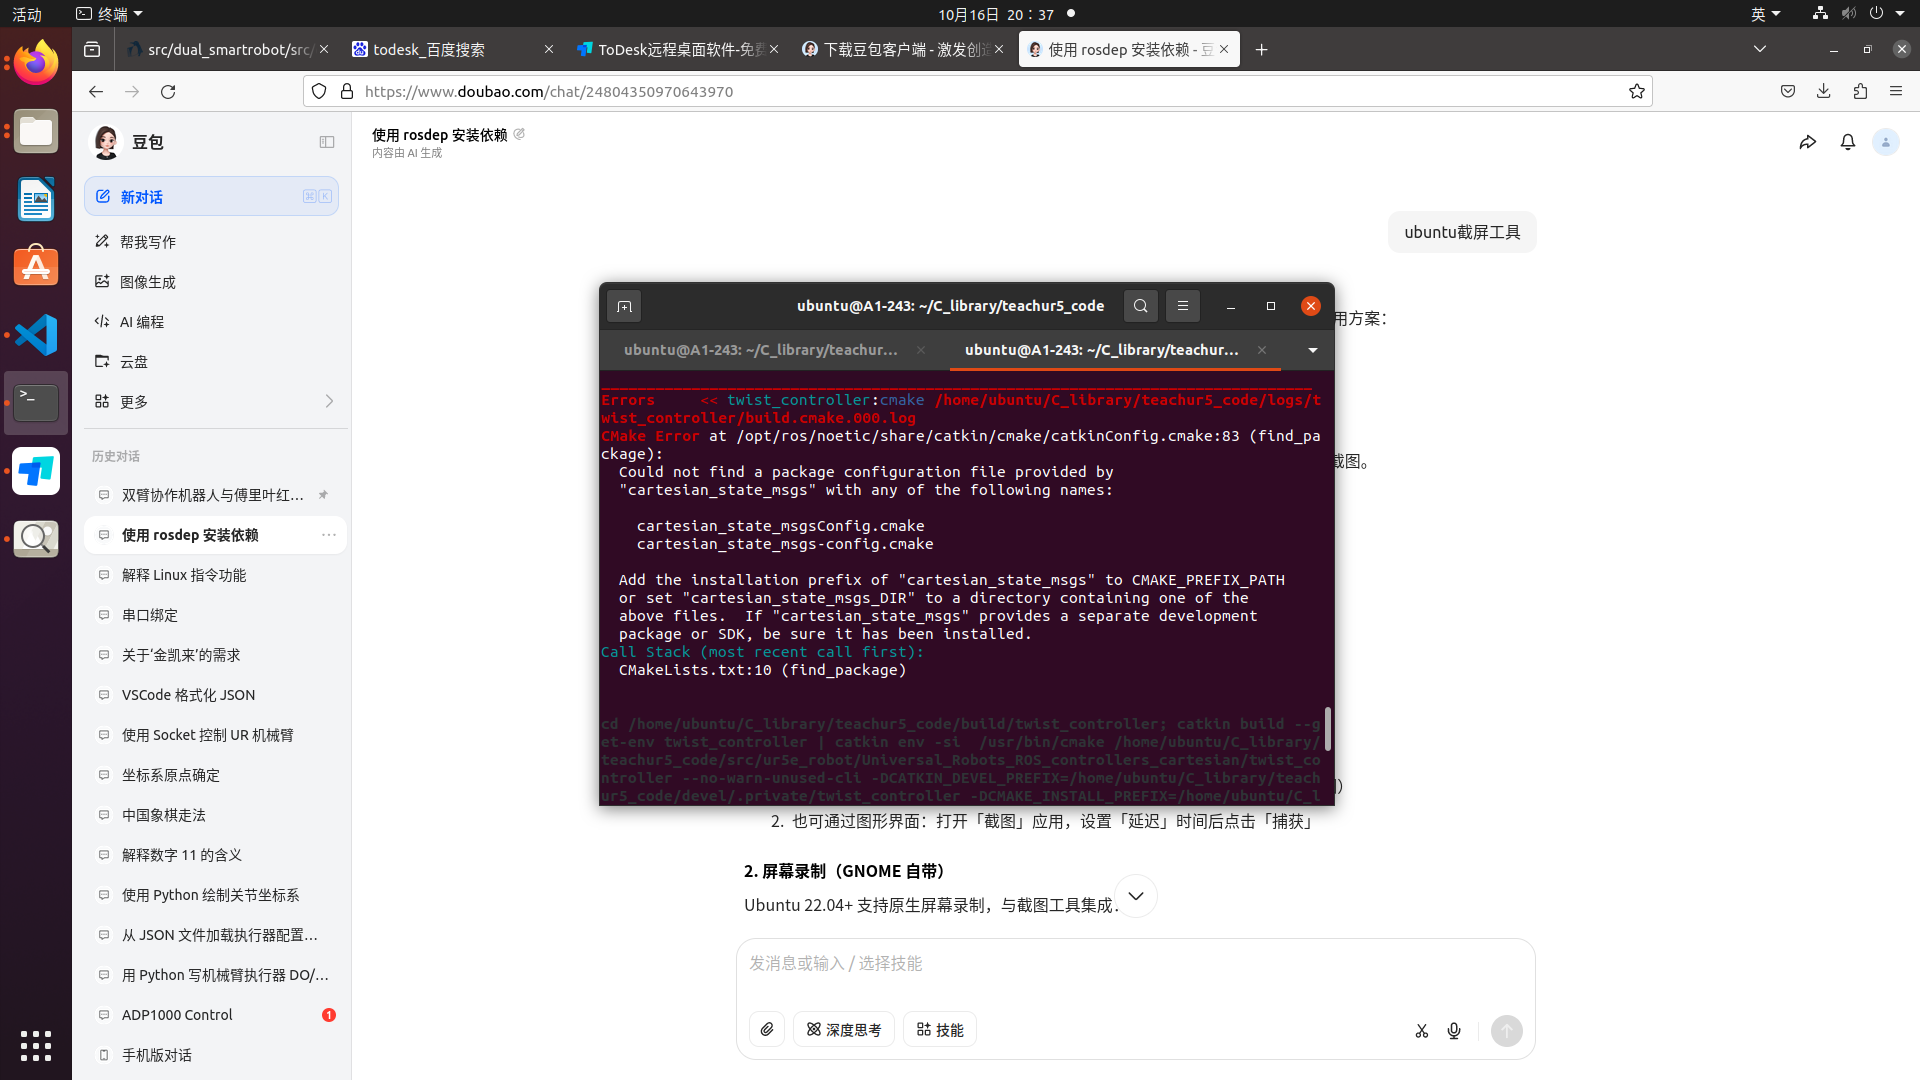 活动
终端
10月16日 20：37
英
src/dual_smartrobot/src/
todesk_百度搜索
ToDesk远程桌面软件-免费
下载豆包客户端 - 激发创造
使用 rosdep 安装依赖 - 豆
https://www.doubao.com/chat/24804350970643970
豆包
新对话
K
帮我写作
图像生成
AI 编程
云盘
更多
历史对话
双臂协作机器人与傅里叶红...
使用 rosdep 安装依赖
解释 Linux 指令功能
串口绑定
关于‘金凯来’的需求
VSCode 格式化 JSON
使用 Socket 控制 UR 机械臂
坐标系原点确定
中国象棋走法
解释数字 11 的含义
使用 Python 绘制关节坐标系
从 JSON 文件加载执行器配置...
用 Python 写机械臂执行器 DO/...
ADP1000 Control
1
手机版对话
使用 rosdep 安装依赖
内容由 AI 生成
ubuntu截屏工具
用方案：
截图。
ubuntu@A1-243: ~/C_library/teachur5_code
ubuntu@A1-243: ~/C_library/teachur...
ubuntu@A1-243: ~/C_library/teachur...
Errors     << twist_controller:cmake /home/ubuntu/C_library/teachur5_code/logs/t
wist_controller/build.cmake.000.log
CMake Error at /opt/ros/noetic/share/catkin/cmake/catkinConfig.cmake:83 (find_pa
ckage):
Could not find a package configuration file provided by
"cartesian_state_msgs" with any of the following names:
cartesian_state_msgsConfig.cmake
cartesian_state_msgs-config.cmake
Add the installation prefix of "cartesian_state_msgs" to CMAKE_PREFIX_PATH
or set "cartesian_state_msgs_DIR" to a directory containing one of the
above files.  If "cartesian_state_msgs" provides a separate development
package or SDK, be sure it has been installed.
Call Stack (most recent call first):
CMakeLists.txt:10 (find_package)
cd /home/ubuntu/C_library/teachur5_code/build/twist_controller; catkin build --g
et-env twist_controller | catkin env -si  /usr/bin/cmake /home/ubuntu/C_library/
teachur5_code/src/ur5e_robot/Universal_Robots_ROS_controllers_cartesian/twist_co
ntroller --no-warn-unused-cli -DCATKIN_DEVEL_PREFIX=/home/ubuntu/C_library/teach
ur5_code/devel/.private/twist_controller -DCMAKE_INSTALL_PREFIX=/home/ubuntu/C_l
2. 也可通过图形界面：打开「截图」应用，设置「延迟」时间后点击「捕获」
2. 屏幕录制（GNOME 自带）
Ubuntu 22.04+ 支持原生屏幕录制，与截图工具集成：
发消息或输入 / 选择技能
深度思考
技能